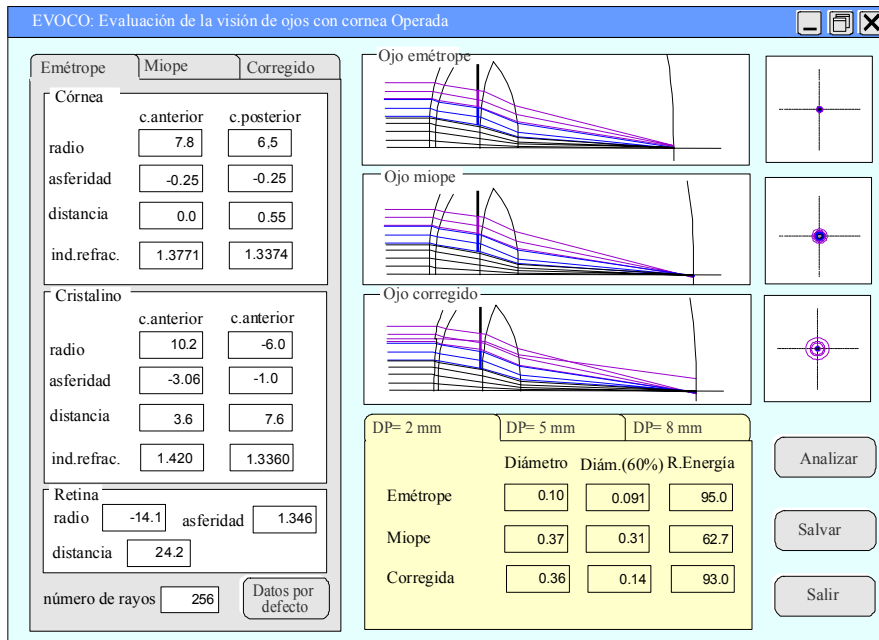 EVOCO: Evaluación de la visión de ojos con cornea Operada
Emétrope Miope Corregido
Córnea
c.anterior c.posterior
radio 7.8 6,5
asferidad -0.25 -0.25
distancia 0.0 0.55
ind.refrac. 1.3771 1.3374
Cristalino
c.anterior c.anterior
radio 10.2 -6.0
asferidad -3.06 -1.0
distancia 3.6 7.6
ind.refrac. 1.420 1.3360
Retina
radio -14.1 asferidad 1.346
distancia 24.2
número de rayos 256 Datos por
defecto
Ojo emétrope
Ojo miope
Ojo corregido
DP= 2 mm DP= 5 mm DP= 8 mm
Diámetro Diám.(60%) R.Energía
Emétrope 0.10 0.091 95.0
Miope 0.37 0.31 62.7
Corregida 0.36 0.14 93.0
Analizar
Salvar
Salir